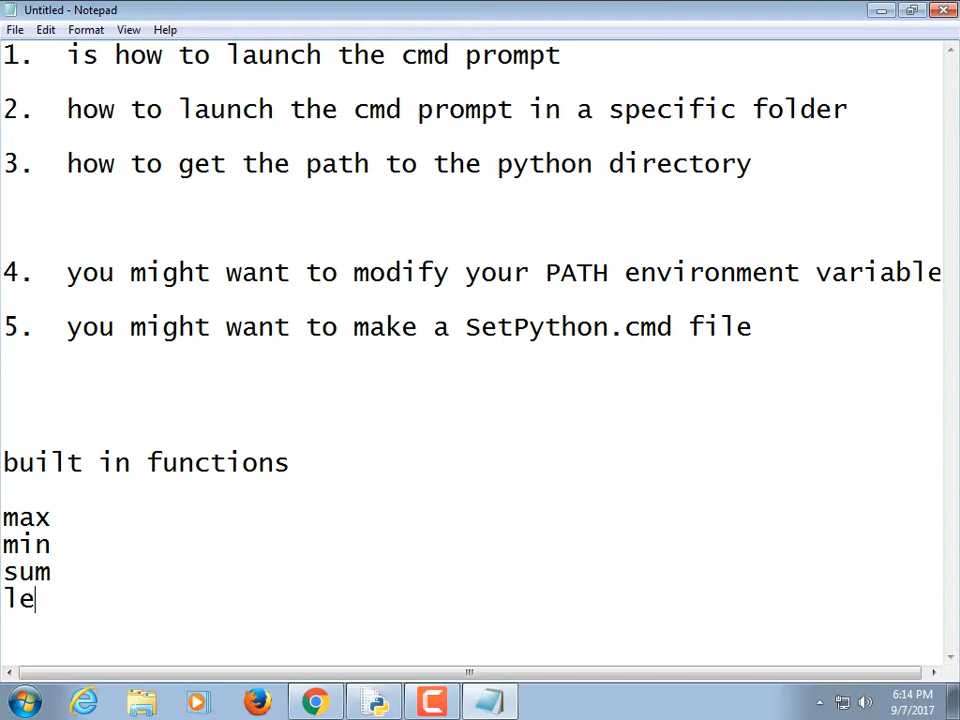 Untitled - Notepad
File Edit Format View Help
1. is how to launch the cmd prompt
2. how to launch the cmd prompt in a specific folder
3. how to get the path to the python directory
4. you might want to modify your PATH environment variable
5. you might want to make a SetPython.cmd file
built in functions
max
min
sum
le
6:14 PM
9/7/2017